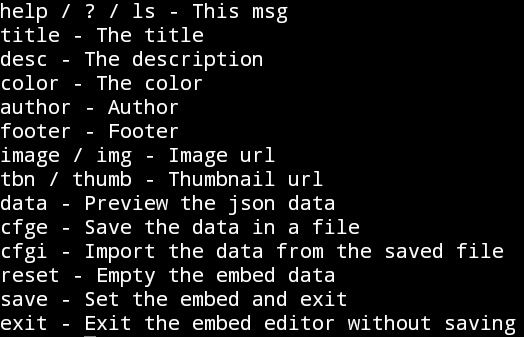 help / ? / ls - This msg
title - The title
desc - The description
color - The color
author - Author
footer - Footer
image / img - Image url
tbn / thumb - Thumbnail url
data - Preview the json data
cfge - Save the data in a file
cfgi - Import the data from the saved file
reset - Empty the embed data
save - Set the embed and exit
exit - Exit the embed editor without saving